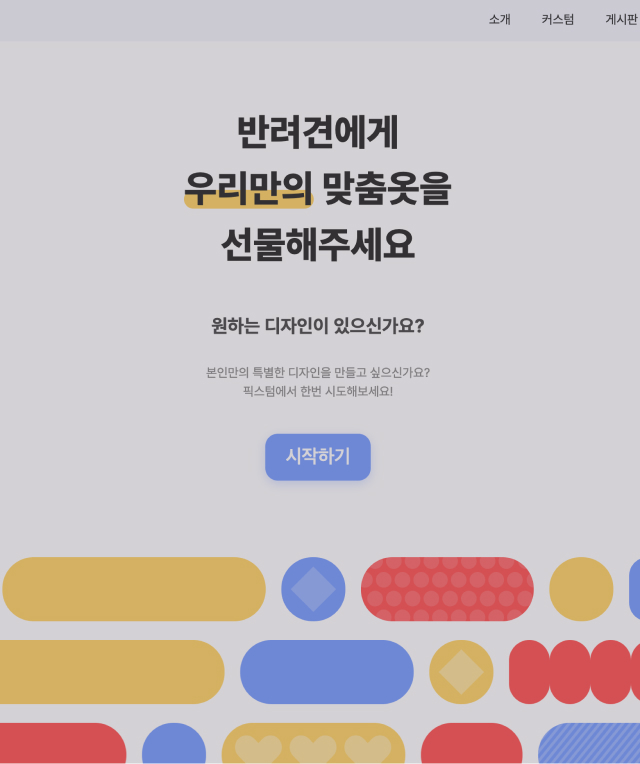 소개 커스텀 게시판
반려견에게
우리만의 맞춤옷을
선물해주세요
원하는 디자인이 있으신가요?
본인만의 특별한 디자인을 만들고 싶으신가요?
픽스텀에서 한번 시도해보세요!
시작하기